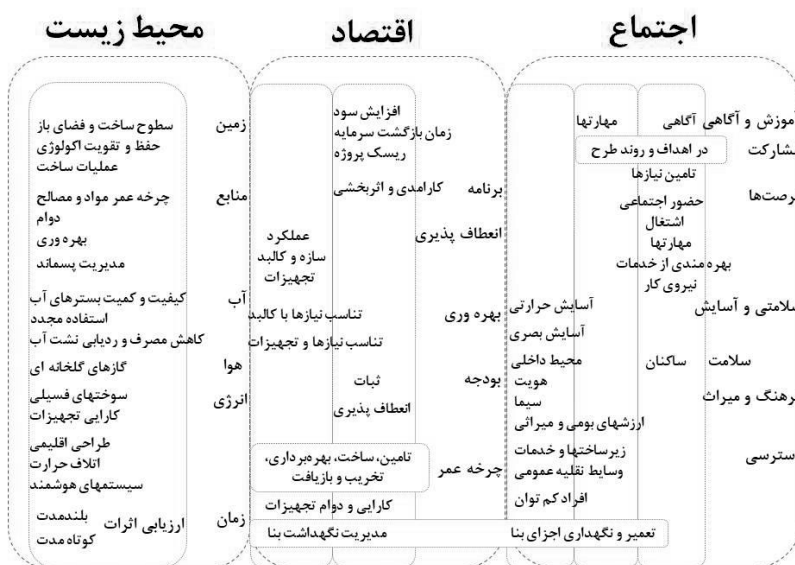 اجتماع
آموزش و آگاهی
آگاهی
مهارتها
مشارکت
در اهداف و روند طرح
تامین نیازها
رصت‌ها
حضور اجتماعی
اشتغال
مهارتها
بهره مندی از خدمات
نیروی کار
سلامتی و آسایش
آسایش حرارتی
آسایش بصری
سلامت
ساکنان
محیط داخلی
رهنگ و میراث
هویت
سیما
ارزشهای بومی و میراثی
سترسی
زیرساختها و خدمات
وسایط نقلیه عمومی
افراد کم توان
تعمیر و نگهداری اجزای بنا
اقتصاد
افزایش سود
زمان بازگشت سرمایه
ریسک پروژه
برنامه
کارامدی و اثربخشی
انعطاف پذیری
عملکرد
سازه و کالبد
تجهیزات
بهره وری
تناسب نیازها با کالبد
تناسب نیازها و تجهیزات
بودجه
ثبات
انعطاف پذیری
چرخه عمر
تامین، ساخت، بهره‌برداری،
تخریب و بازیافت
کارایی و دوام تجهیزات
مدیریت نگهداشت بنا
محیط زیست
زمین
سطوح ساخت و فضای باز
حفظ و تقویت اکولوژی
عملیات ساخت
منابع
چرخه عمر مواد و مصالح
دوام
بهره وری
مدیریت پسماند
آب
کیفیت و کمیت بسترهای آب
استفاده مجدد
کاهش مصرف و ردیابی نشت آب
هوا
گازهای گلخانه ای
انرژی
سوختهای فسیلی
کارایی تجهیزات
طراحی اقلیمی
اتلاف حرارت
سیستمهای هوشمند
زمان
ارزیابی اثرات
بلندمدت
کوتاه مدت